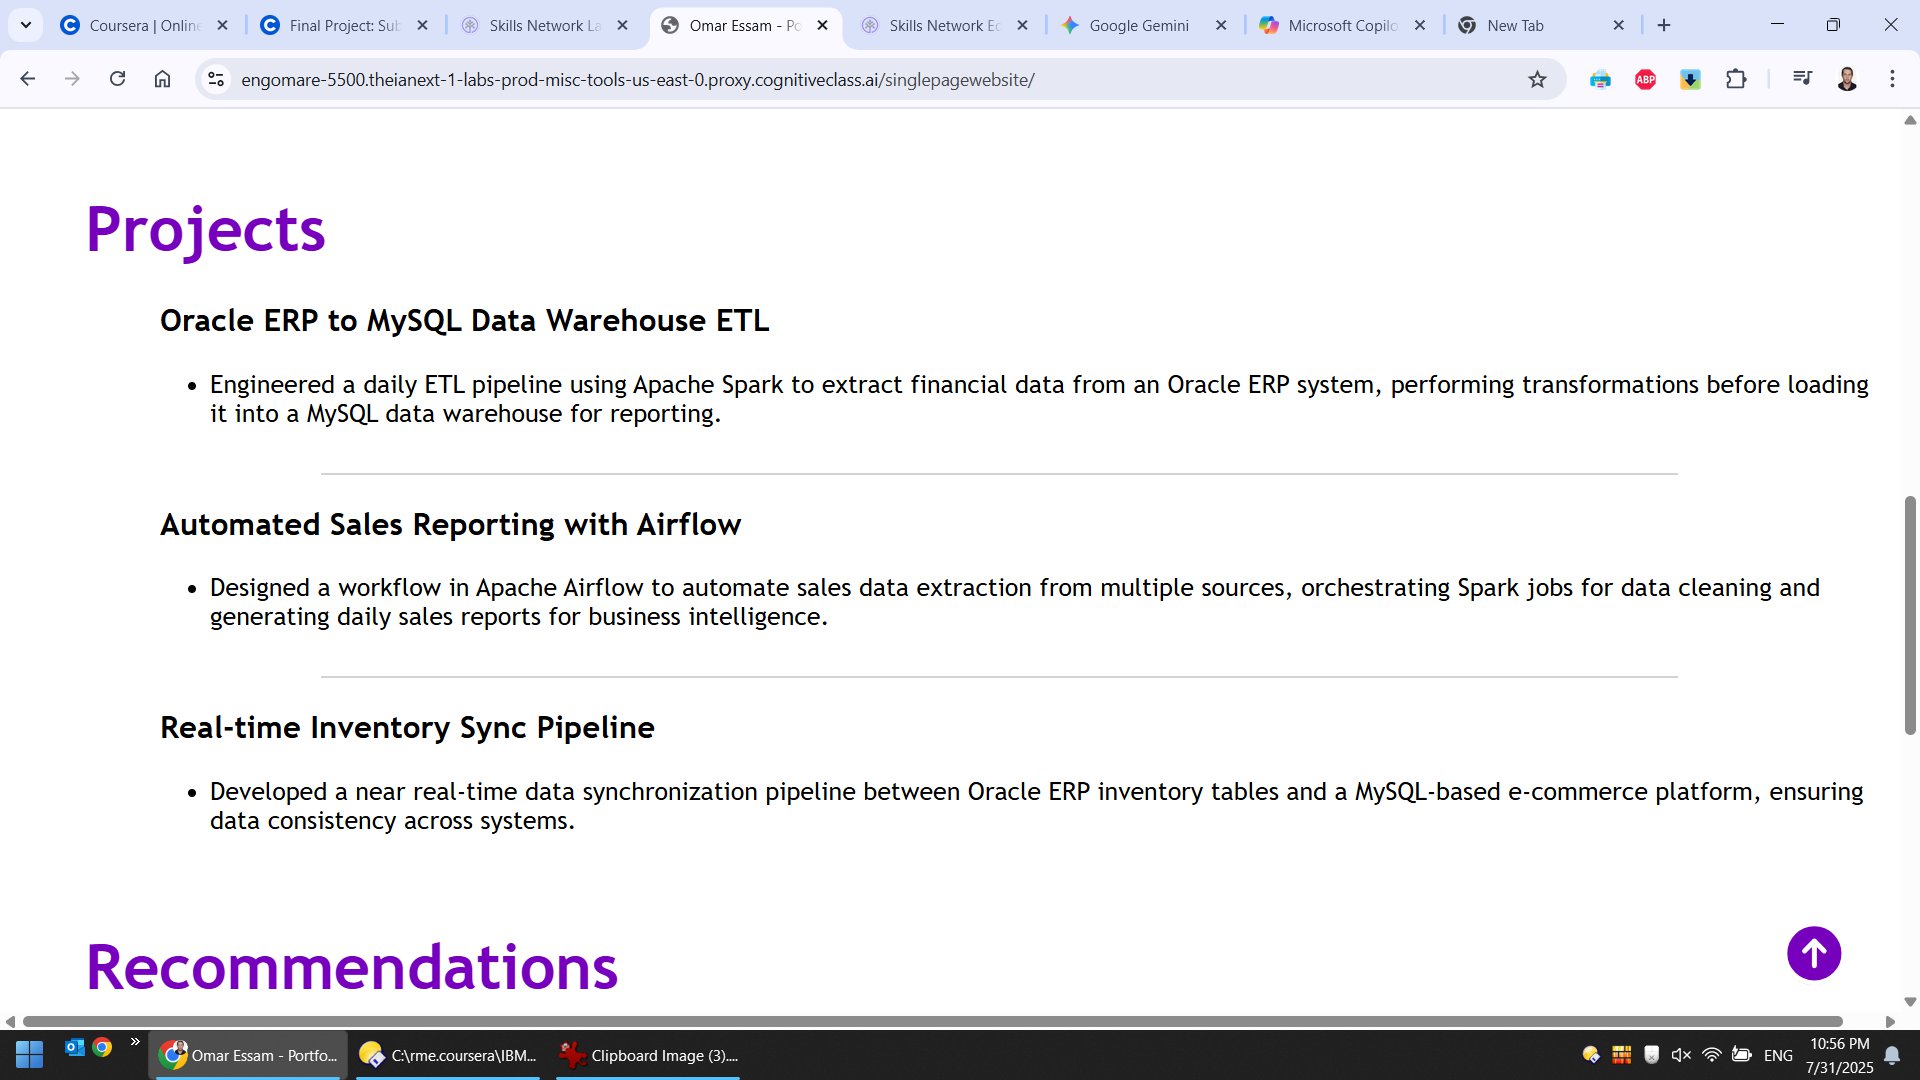 Coursera | Online
Final Project: Sub
Skills Network La
Omar Essam - Po
Skills Network Ed
Google Gemini
Microsoft Copilo
New Tab
engomare-5500.theianext-1-labs-prod-misc-tools-us-east-0.proxy.cognitiveclass.ai/singlepagewebsite/
ABP
Projects
Oracle ERP to MySQL Data Warehouse ETL
• Engineered a daily ETL pipeline using Apache Spark to extract financial data from an Oracle ERP system, performing transformations before loading
it into a MySQL data warehouse for reporting.
Automated Sales Reporting with Airflow
• Designed a workflow in Apache Airflow to automate sales data extraction from multiple sources, orchestrating Spark jobs for data cleaning and
generating daily sales reports for business intelligence.
Real-time Inventory Sync Pipeline
• Developed a near real-time data synchronization pipeline between Oracle ERP inventory tables and a MySQL-based e-commerce platform, ensuring
data consistency across systems.
Recommendations
Omar Essam - Portfo...
C:\rme.coursera\IBM...
Clipboard Image (3)....
ENG
10:56 PM
7/31/2025